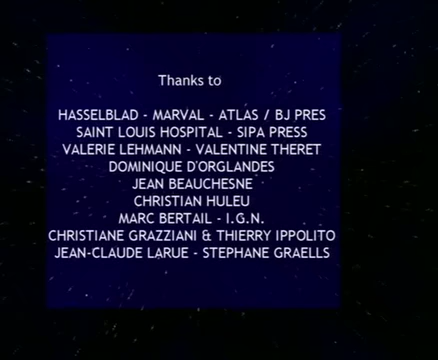 Thanks to
HASSELBLAD - MARVAL - ATLAS / BJ PRES
SAINT LOUIS HOSPITAL - SIPA PRESS
VALERIE LEHMANN - VALENTINE THERET
DOMINIQUE D'ORGLANDES
JEAN BEAUCHESNE
CHRISTIAN HULEU
MARC BERTAIL - I.G.N.
CHRISTIANE GRAZZIANI & THIERRY IPPOLITO
JEAN-CLAUDE LARUE - STEPHANE GRAELLS